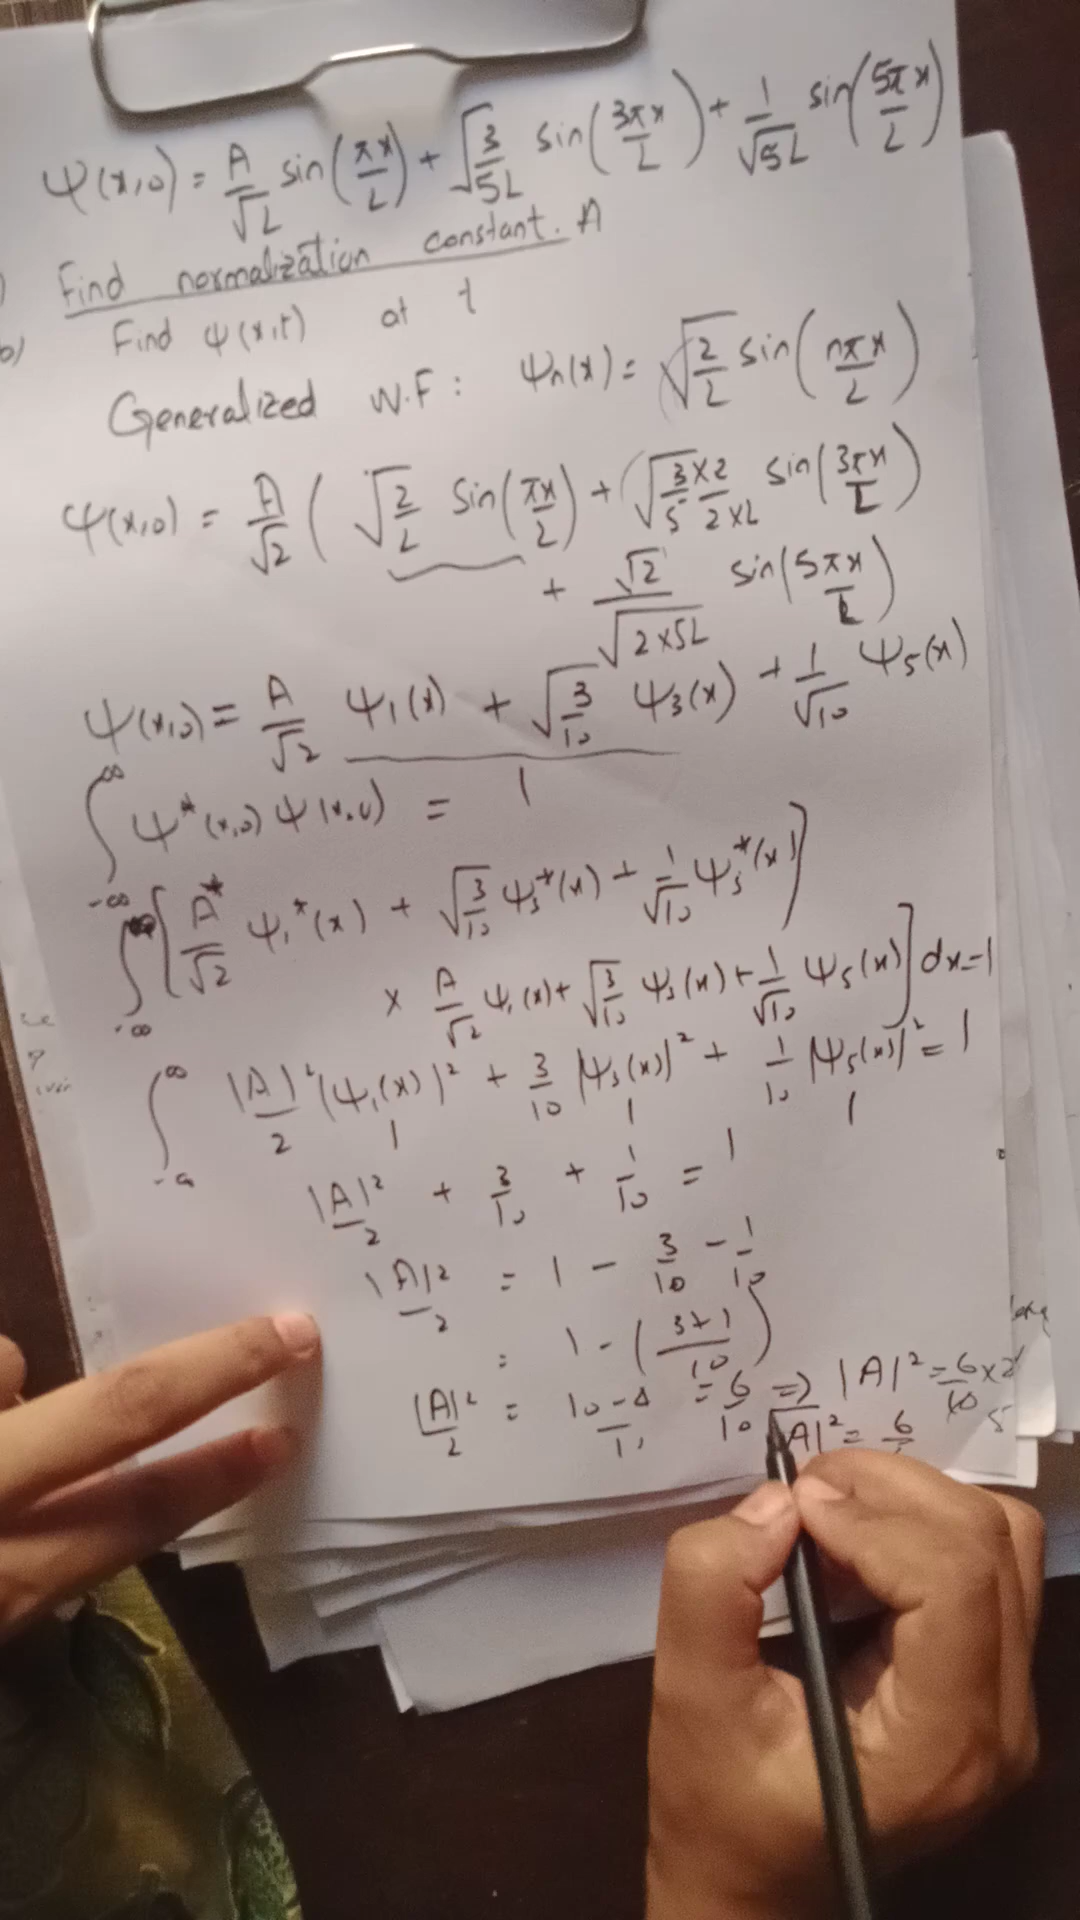 ψ(x,0) = A/√L sin(πx/L) + √(3/5L) sin(3πx/L) + 1/√5L sin(5πx/L)
) Find normalization constant. A
b) Find ψ(x,t) at t
Generalized W.F : ψn(x) = √(2/L) sin(nπx/L)
ψ(x,0) = A/√2 ( √(2/L) sin(πx/L) + (√(3×2/5 2×L) sin(3πx/L)
+ √2/√(2×5L) sin(5πx/L)
ψ(x,0) = A/√2 ψ1(x) + √(3/10) ψ3(x) + 1/√10 ψ5(x)
∫_{-∞}^{∞} ψ*(x,0) ψ(x,0) = 1
∫_{-∞}^{∞} [A*/√2 ψ1*(x) + √(3/10) ψ3*(x) + 1/√10 ψ5*(x)]
× A/√2 ψ1(x) + √(3/10) ψ3(x) + 1/√10 ψ5(x)] dx = 1
∫^{∞} |A|²/2 (ψ1(x)|² + 3/10 |ψ3(x)|² + 1/10 |ψ5(x)|² = 1
1 1 1
|A|²/2 + 3/10 + 1/10 = 1
|A|²/2 = 1 - 3/10 - 1/10
= 1 - (3+1/10)
|A|²/2 = 10-4/10 = 6/10 ⇒ |A|² = 6×2/10 5
|A|² = 6